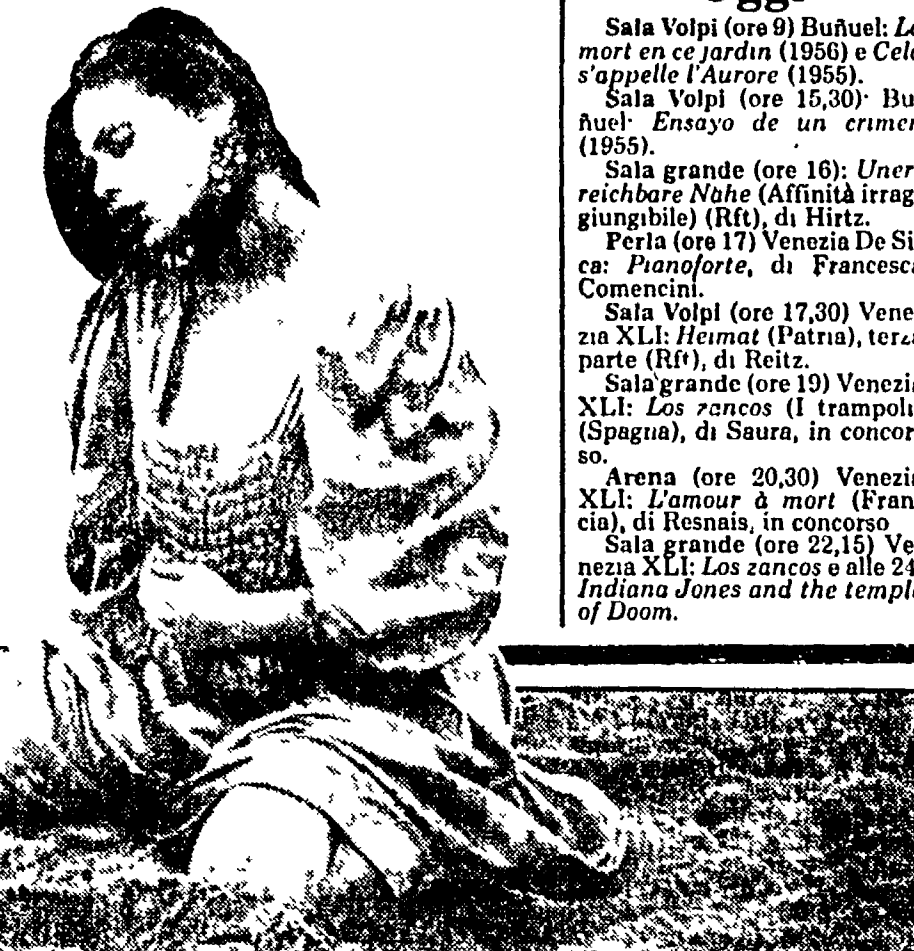 Sala Volpi (ore 9) Buñuel: La
mort en ce jardin (1956) e Cela
s'appelle l'Aurore (1955).
Sala Volpi (ore 15,30): Bu-
ñuel: Ensayo de un crimen
(1955).
Sala grande (ore 16): Uner-
reichbare Nahe (Affinità irrag-
giungibile) (Rft), di Hirtz.
Perla (ore 17) Venezia De Si-
ca: Pianoforte, di Francesca
Comencini.
Sala Volpi (ore 17,30) Vene-
zia XLI: Heimat (Patria), terza
parte (Rft), di Reitz.
Sala grande (ore 19) Venezia
XLI: Los zancos (I trampoli)
(Spagna), di Saura, in concor-
so.
Arena (ore 20,30) Venezia
XLI: L'amour à mort (Fran-
cia), di Resnais, in concorso
Sala grande (ore 22,15) Ve-
nezia XLI: Los zancos e alle 24
Indiana Jones and the temple
of Doom.